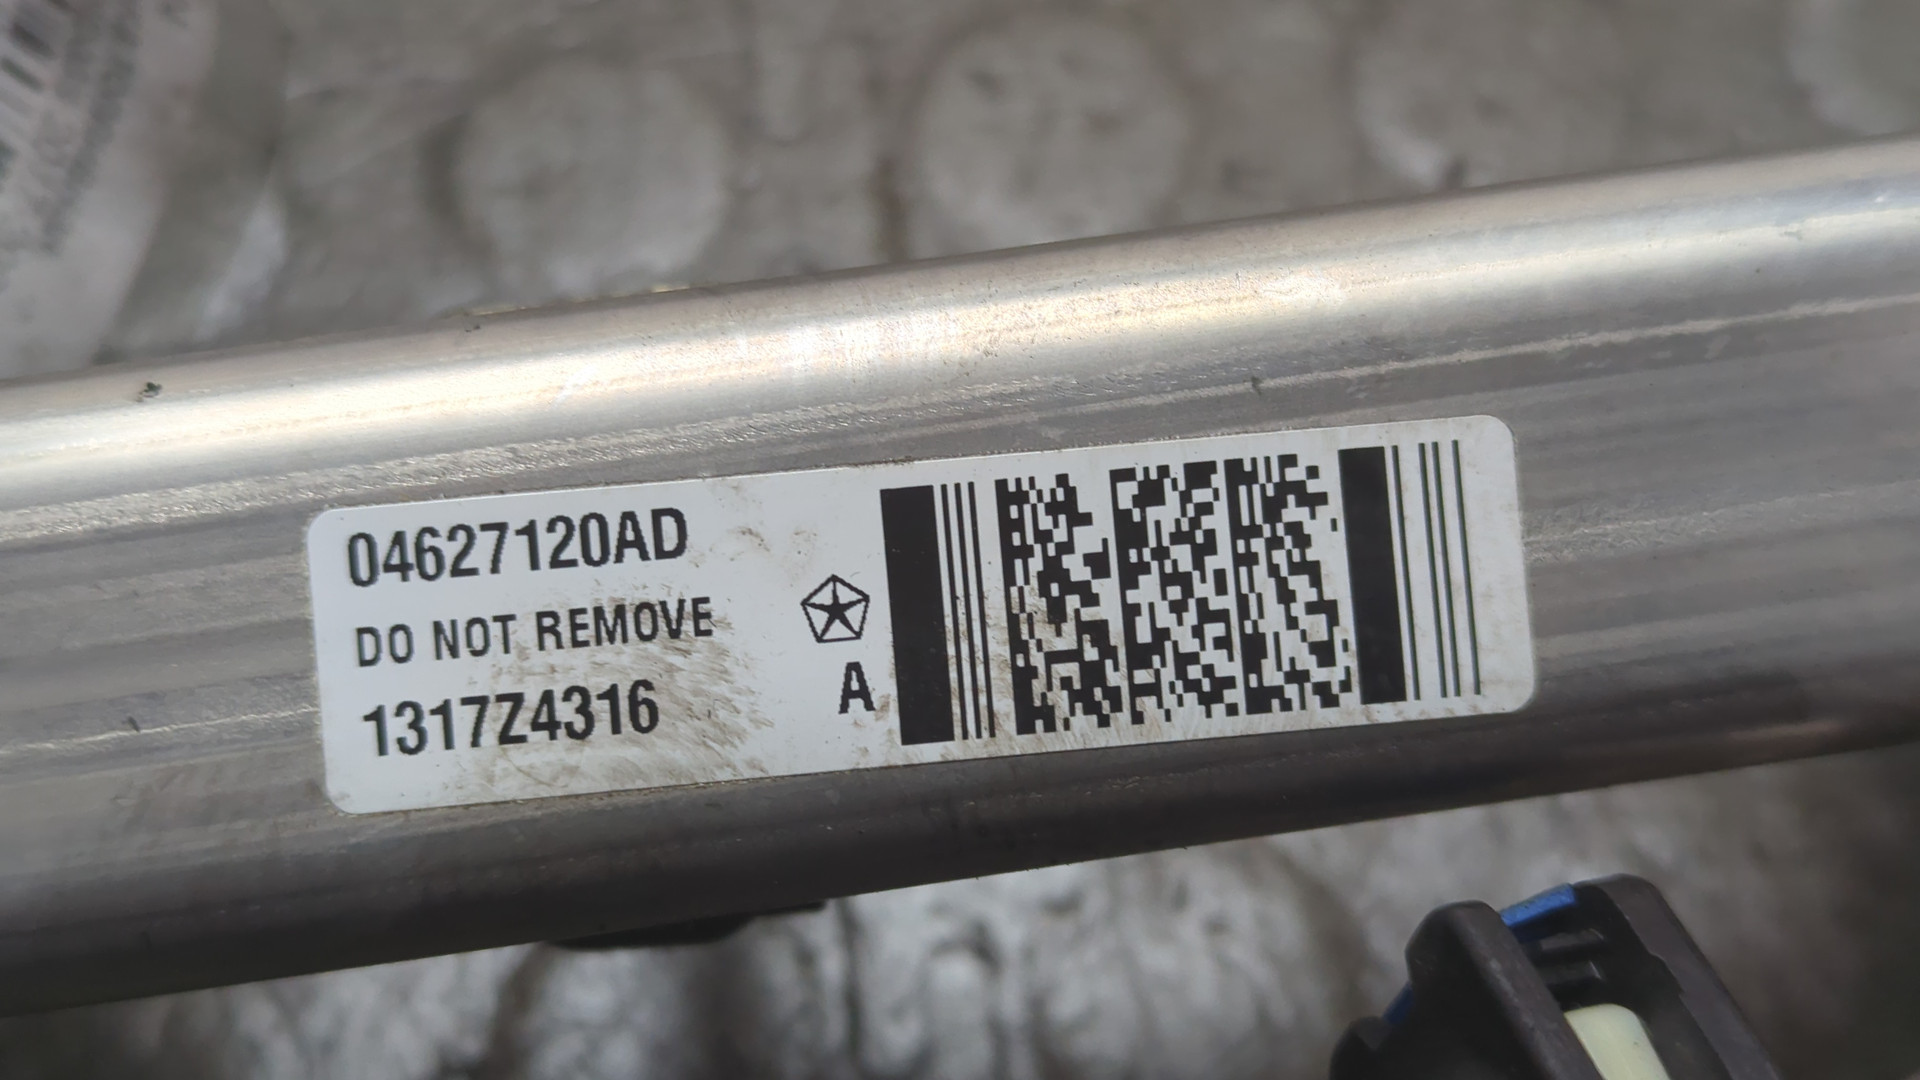 04627120AD
DO NOT REMOVE
1317Z4316
A